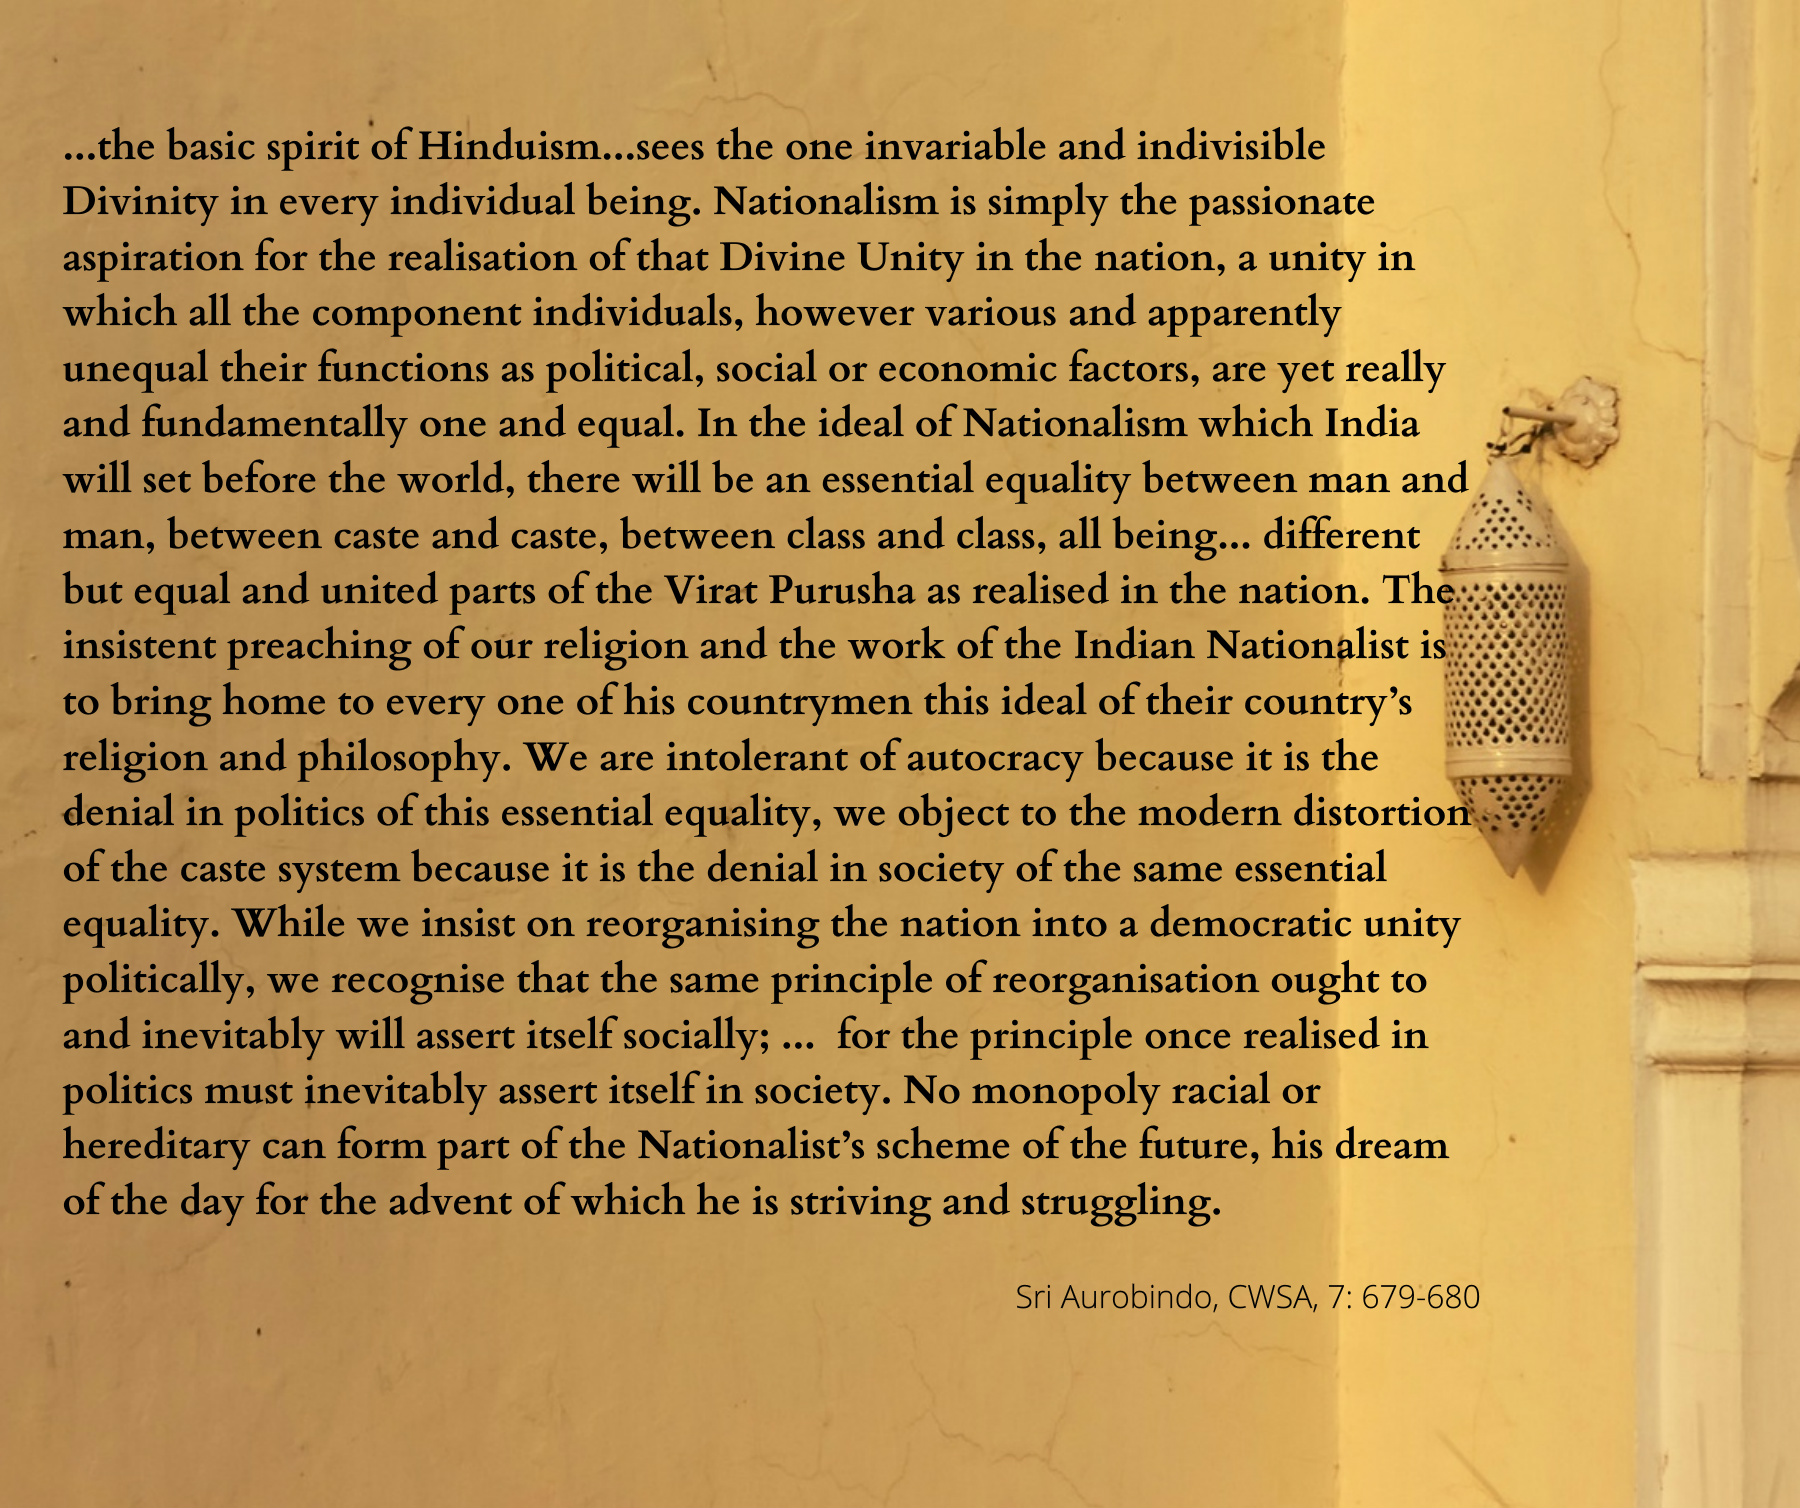 ...the basic spirit of Hinduism...sees the one invariable and indivisible
Divinity in every individual being. Nationalism is simply the passionate
aspiration for the realisation of that Divine Unity in the nation, a unity in
which all the component individuals, however various and apparently
unequal their functions as political, social or economic factors, are yet really
and fundamentally one and equal. In the ideal of Nationalism which India
will set before the world, there will be an essential equality between man and
man, between caste and caste, between class and class, all being... different
but equal and united parts of the Virat Purusha as realised in the nation. The
insistent preaching of our religion and the work of the Indian Nationalist is
to bring home to every one of his countrymen this ideal of their country’s
religion and philosophy. We are intolerant of autocracy because it is the
denial in politics of this essential equality, we object to the modern distortion
of the caste system because it is the denial in society of the same essential
equality. While we insist on reorganising the nation into a democratic unity
politically, we recognise that the same principle of reorganisation ought to
and inevitably will assert itself socially; ...  for the principle once realised in
politics must inevitably assert itself in society. No monopoly racial or
hereditary can form part of the Nationalist’s scheme of the future, his dream
of the day for the advent of which he is striving and struggling.
Sri Aurobindo, CWSA, 7: 679-680